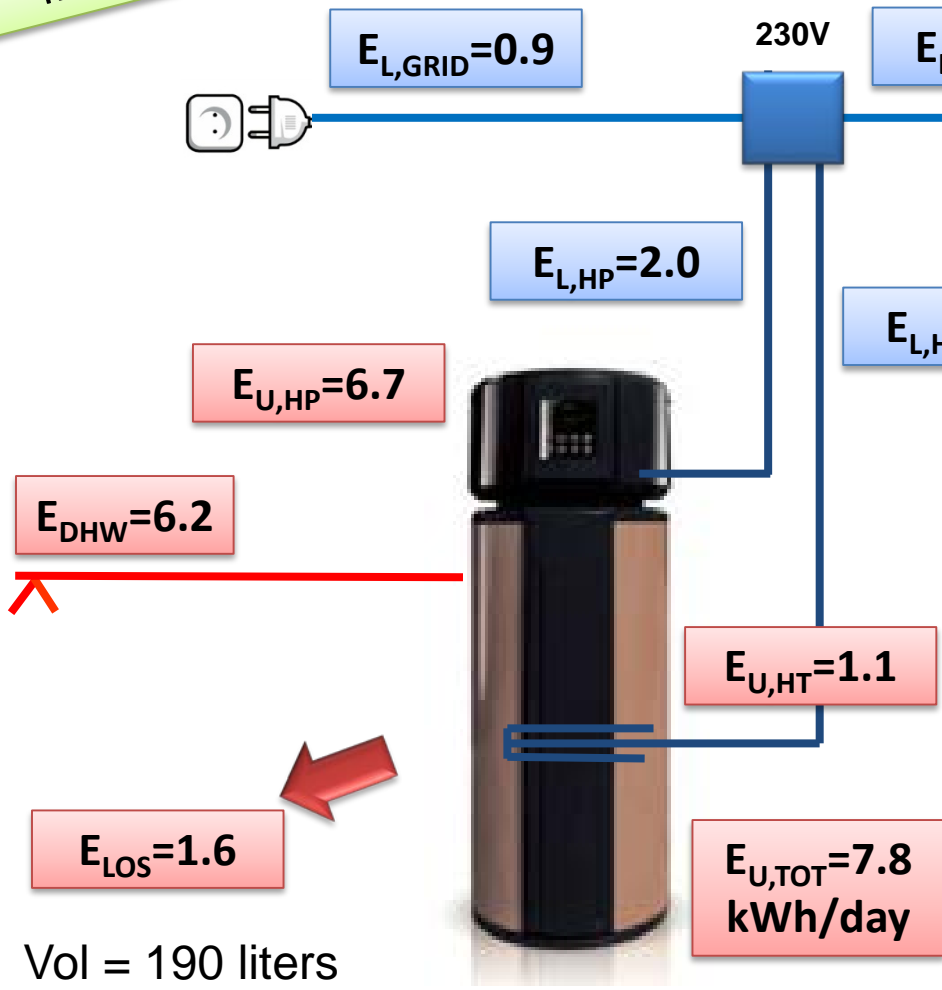 E_L,GRID=0.9
230V
E_L,HP=2.0
E_U,HP=6.7
E_DHW=6.2
E_U,HT=1.1
E_LOS=1.6
E_U,TOT=7.8
kWh/day
Vol = 190 liters